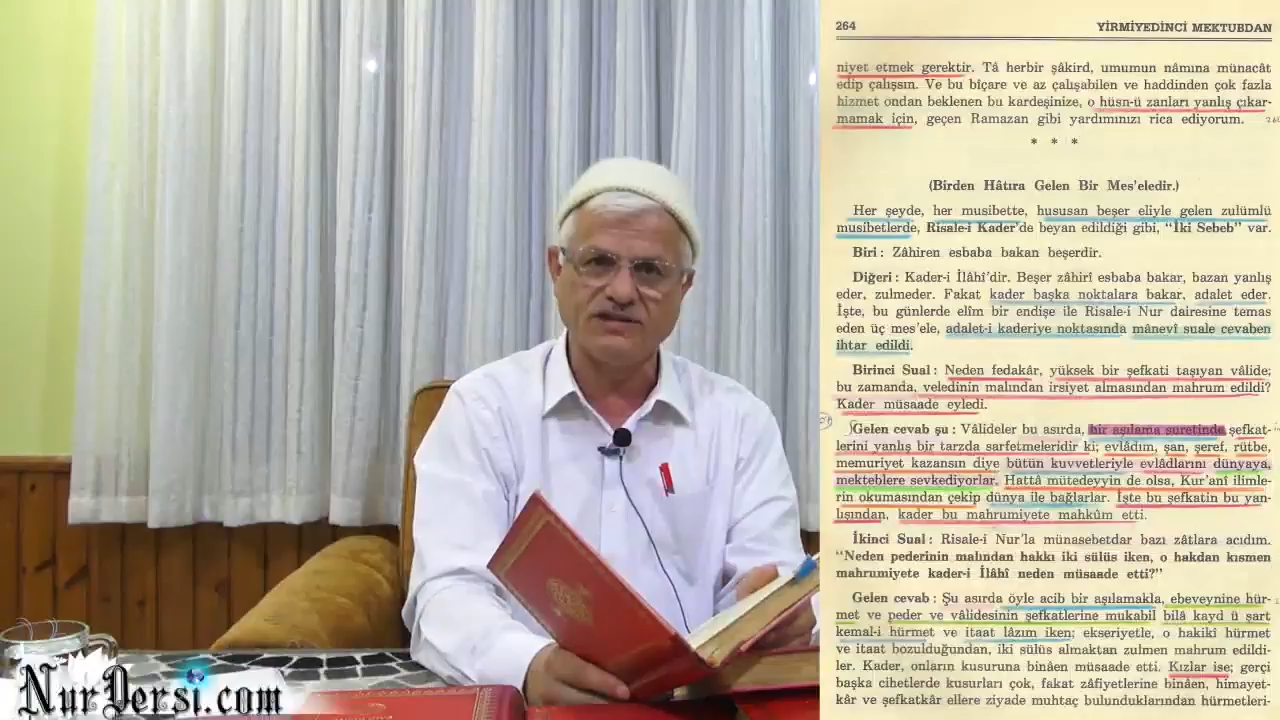 264 YİRMİYEDİNCİ MEKTUBDAN
niyet etmek gerektir. Tâ herbir şâkird, umumun nâmına münacât
edip çalışsın. Ve bu bîçare ve az çalışabilen ve haddinden çok fazla
hizmet ondan beklenen bu kardeşinize, o hüsn-ü zanları yanlış çıkar-
mamak için, geçen Ramazan gibi yardımınızı rica ediyorum.
* * *
(Birden Hâtıra Gelen Bir Mes'eledir.)
Her şeyde, her musibette, hususan beşer eliyle gelen zulümlü
musibetlerde, Risale-i Kader'de beyan edildiği gibi, "İki Sebeb" var.
Biri : Zâhiren esbaba bakan beşerdir.
Diğeri : Kader-i İlâhî'dir. Beşer zâhirî esbaba bakar, bazan yanlış
eder, zulmeder. Fakat kader başka noktalara bakar, adalet eder.
İşte, bu günlerde elîm bir endişe ile Risale-i Nur dairesine temas
eden üç mes'ele, adalet-i kaderiye noktasında mânevî suale cevaben
ihtar edildi.
Birinci Sual : Neden fedakâr, yüksek bir şefkati taşıyan vâlide;
bu zamanda, veledinin malından irsiyet almasından mahrum edildi?
Kader müsaade eyledi.
Gelen cevab şu : Vâlideler bu asırda, bir aşılama suretinde şefkat-
lerini yanlış bir tarzda sarfetmeleridir ki; evlâdım, şan, şeref, rütbe,
memuriyet kazansın diye bütün kuvvetleriyle evlâdlarını dünyaya,
mekteblere sevkediyorlar. Hattâ mütedeyyin de olsa, Kur'anî ilimle-
rin okumasından çekip dünya ile bağlarlar. İşte bu şefkatin bu yan-
lışından, kader bu mahrumiyete mahkûm etti.
İkinci Sual : Risale-i Nur'la münasebetdar bazı zâtlara acıdım.
"Neden pederinin malından hakkı iki sülüs iken, o hakdan kısmen
mahrumiyete kader-i İlâhî neden müsaade etti?"
Gelen cevab : Şu asırda öyle acib bir aşılamakla, ebeveynine hür-
met ve peder ve vâlidesinin şefkatlerine mukabil bilâ kayd ü şart
kemal-i hürmet ve itaat lâzım iken; ekseriyetle, o hakikî hürmet
ve itaat bozulduğundan, iki sülüs almaktan zulmen mahrum edildi-
ler. Kader, onların kusuruna binâen müsaade etti. Kızlar ise; gerçi
başka cihetlerde kusurları çok, fakat zâfiyetlerine binâen, himayet-
kâr ve şefkatkâr ellere ziyade muhtaç bulunduklarından hürmetleri-
NurDersi.com